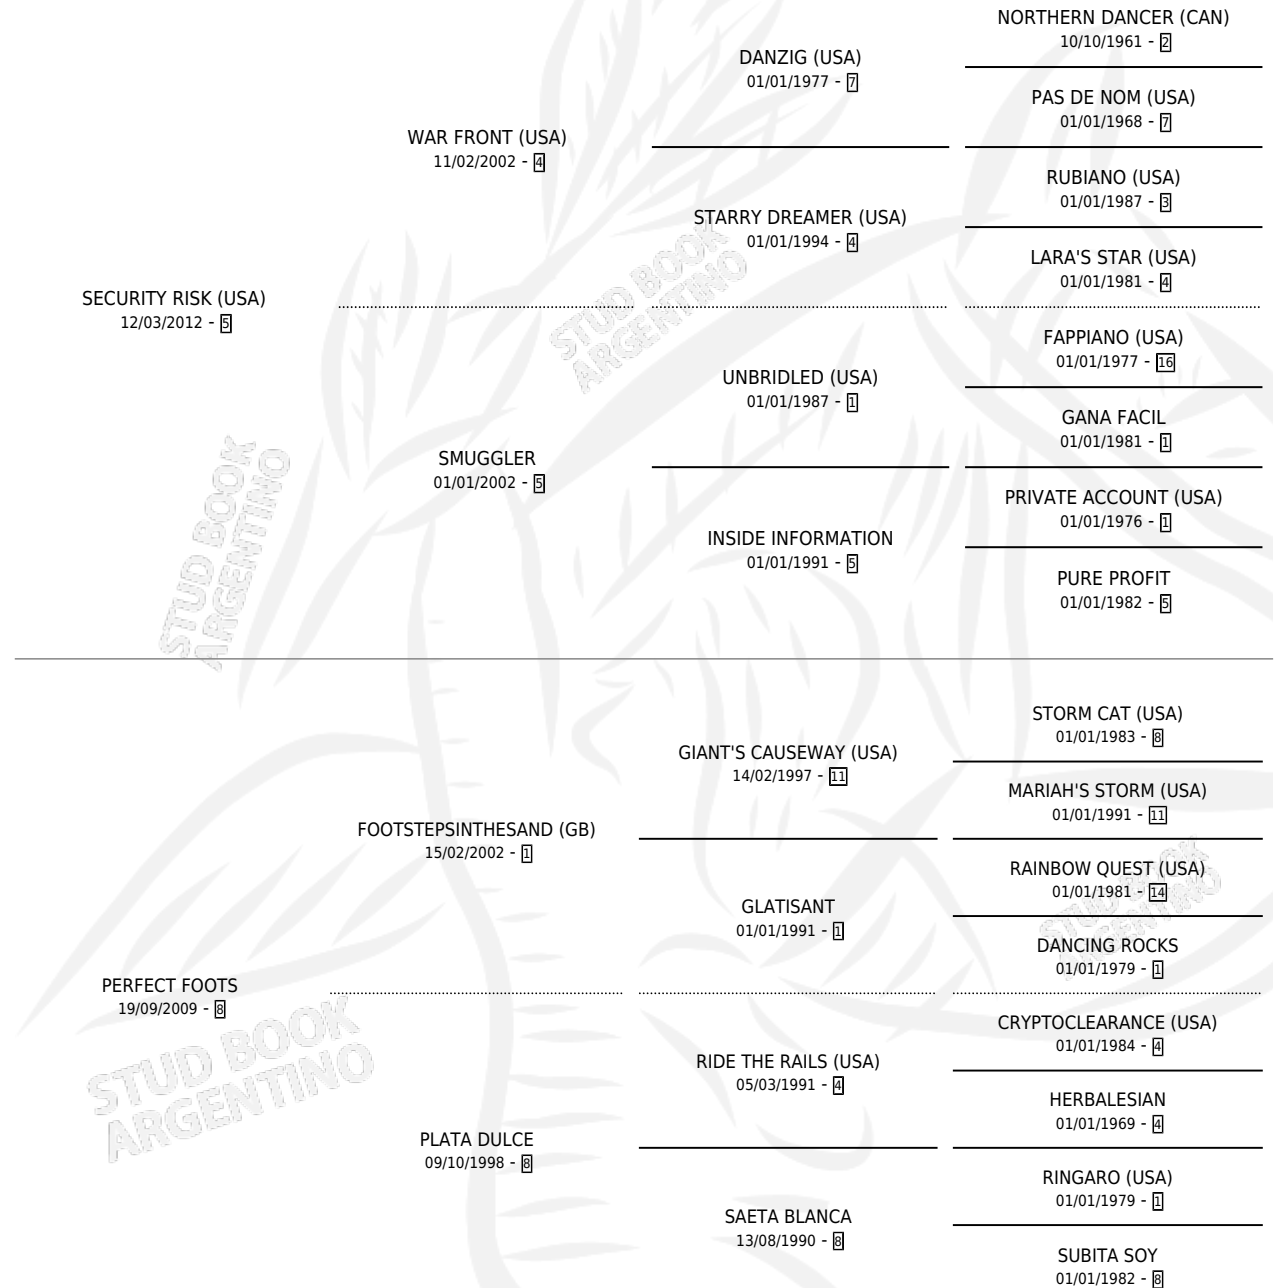 NORTHERN DANCER (CAN)
10/10/1961 - 2
DANZIG (USA)
01/01/1977 - 7
PAS DE NOM (USA)
01/01/1968 - 7
WAR FRONT (USA)
11/02/2002 - 4
RUBIANO (USA)
01/01/1987 - 3
STARRY DREAMER (USA)
01/01/1994 - 4
LARA'S STAR (USA)
01/01/1981 - 4
SECURITY RISK (USA)
12/03/2012 - 5
FAPPIANO (USA)
01/01/1977 - 16
UNBRIDLED (USA)
01/01/1987 - 1
GANA FACIL
01/01/1981 - 1
SMUGGLER
01/01/2002 - 5
PRIVATE ACCOUNT (USA)
01/01/1976 - 1
INSIDE INFORMATION
01/01/1991 - 5
PURE PROFIT
01/01/1982 - 5
STORM CAT (USA)
01/01/1983 - 8
GIANT'S CAUSEWAY (USA)
14/02/1997 - 11
MARIAH'S STORM (USA)
01/01/1991 - 11
FOOTSTEPSINTHESAND (GB)
15/02/2002 - 1
RAINBOW QUEST (USA)
01/01/1981 - 14
GLATISANT
01/01/1991 - 1
DANCING ROCKS
01/01/1979 - 1
PERFECT FOOTS
19/09/2009 - 8
CRYPTOCLEARANCE (USA)
01/01/1984 - 4
RIDE THE RAILS (USA)
05/03/1991 - 4
HERBALESIAN
01/01/1969 - 4
PLATA DULCE
09/10/1998 - 8
RINGARO (USA)
01/01/1979 - 1
SAETA BLANCA
13/08/1990 - 8
SUBITA SOY
01/01/1982 - 8
STUD BOOK
ARGENTINO
STUD BOOK
ARGENTINO
STUD BOOK
ARGENTINO
STUD BOOK
ARGENTINO